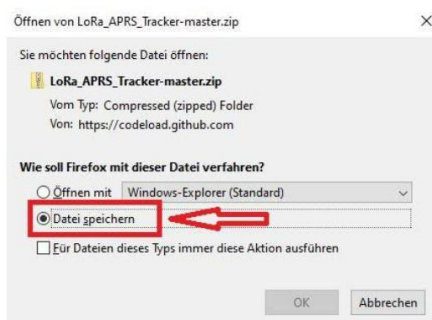 Öffnen von LoRa_APRS_Tracker-master.zip
Sie möchten folgende Datei öffnen:
LoRa_APRS_Tracker-master.zip
Vom Typ: Compressed (zipped) Folder
Von: https://codeload.github.com
Wie soll Firefox mit dieser Datei verfahren?
Öffnen mit Windows-Explorer (Standard)
Datei speichern
Für Dateien dieses Typs immer diese Aktion ausführen
OK Abbrechen